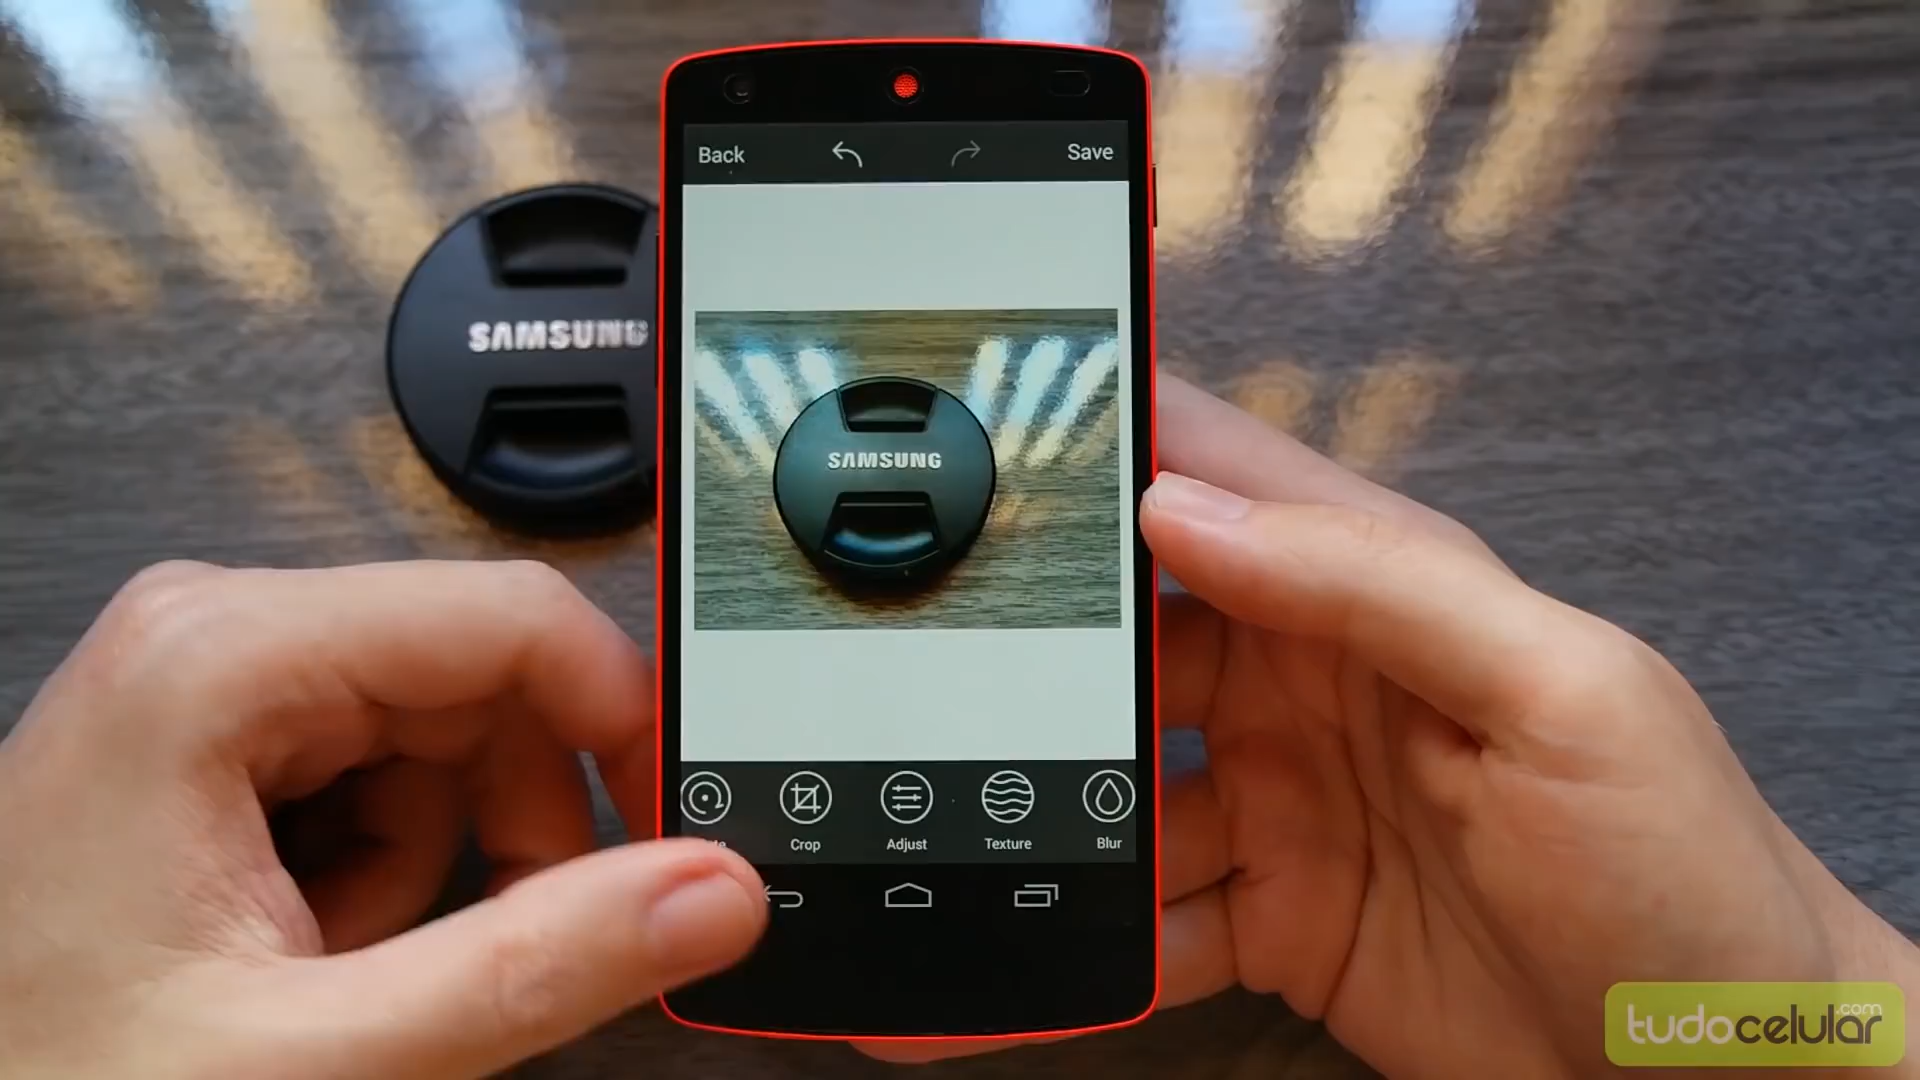 Back
Save
SAMSUNG
SAMSUNG
Crop
Adjust
Texture
Blur
tudocelular.com